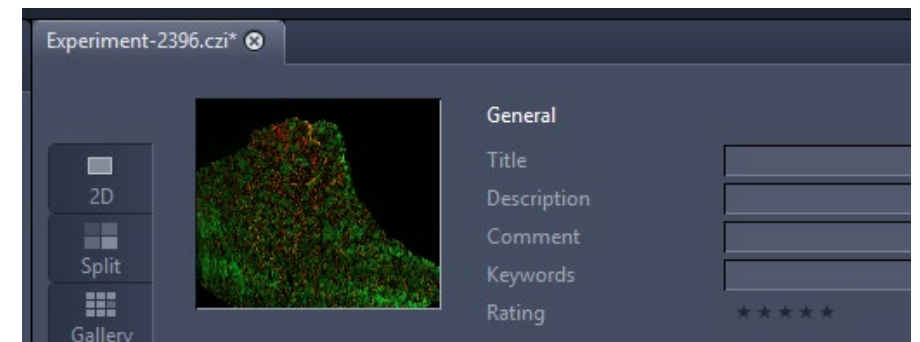 Experiment-2396.czi*
General
Title
Description
Comment
Keywords
Rating
2D
Split
Gallery